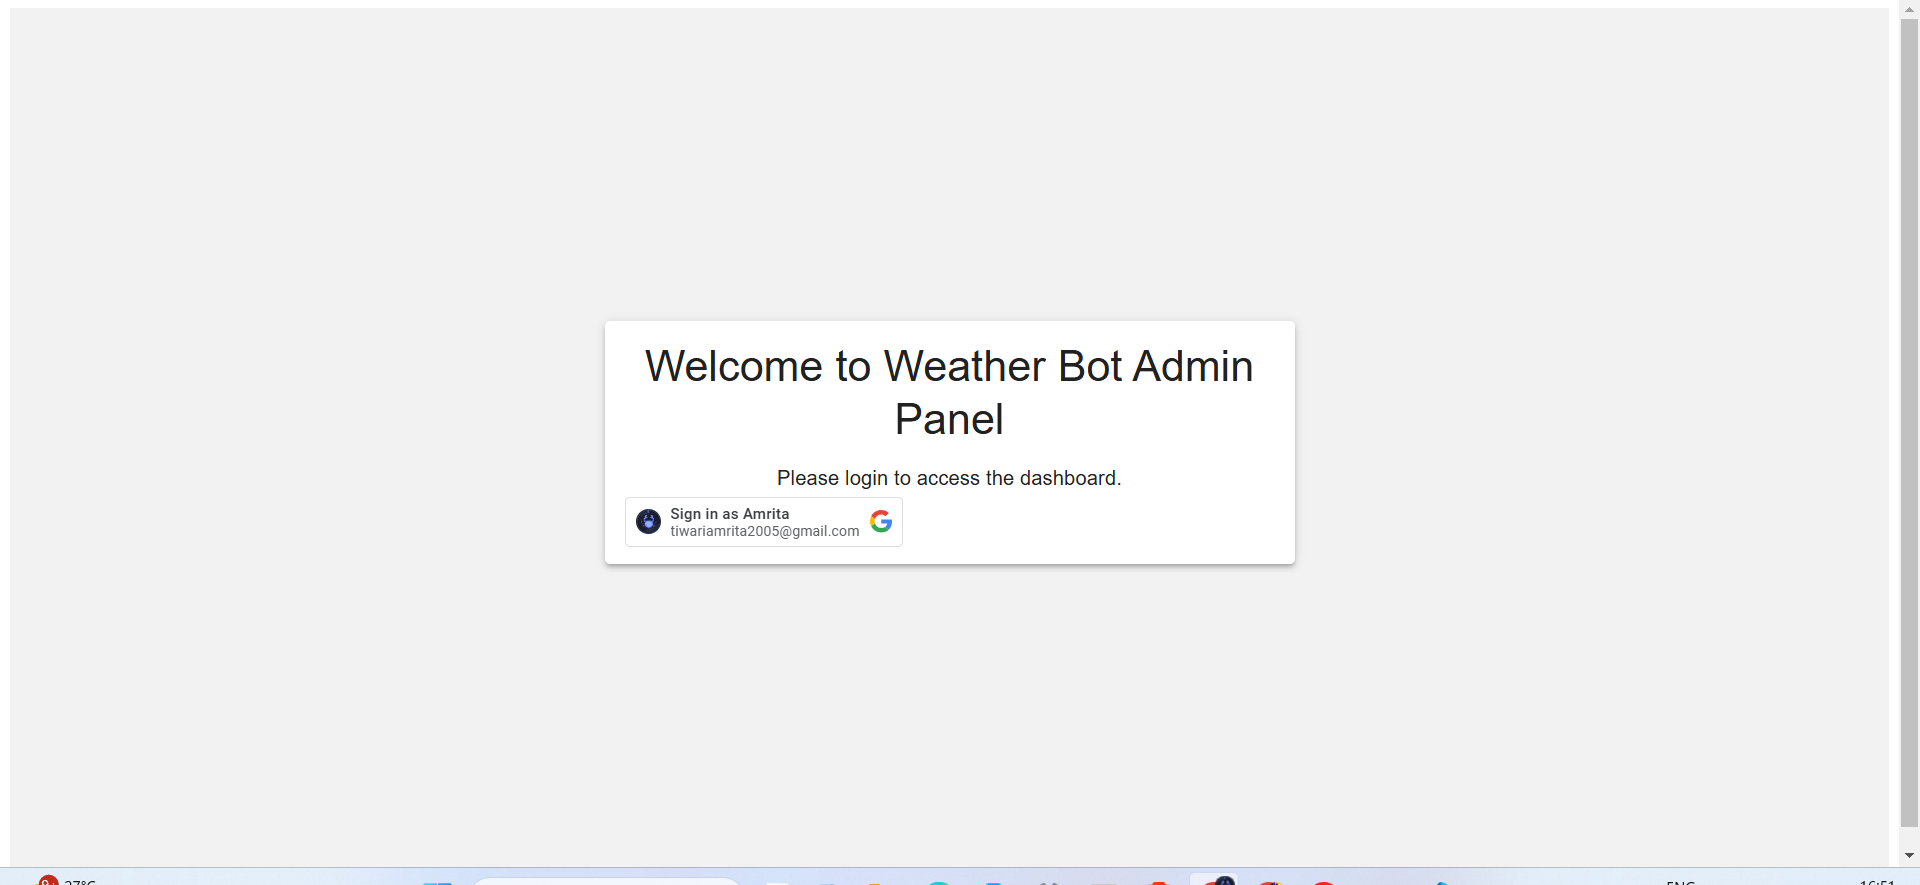 Welcome to Weather Bot Admin
Panel
Please login to access the dashboard.
Sign in as Amrita
tiwariamrita2005@gmail.com